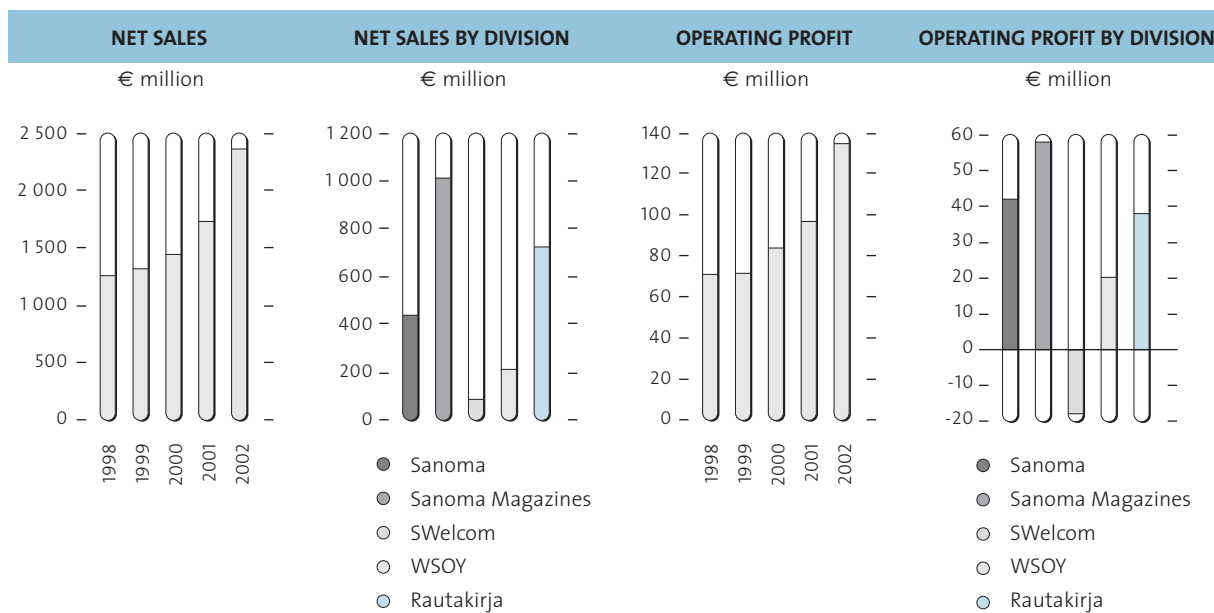 NET SALES
€ million
2 500
2 000
1 500
1 000
500
0
1998
1999
2000
2001
2002
NET SALES BY DIVISION
€ million
1 200
1 000
800
600
400
200
0
Sanoma
Sanoma Magazines
SWelcom
WSOY
Rautakirja
OPERATING PROFIT
€ million
140
120
100
80
60
40
20
0
1998
1999
2000
2001
2002
OPERATING PROFIT BY DIVISION
€ million
60
50
40
30
20
10
0
-10
-20
Sanoma
Sanoma Magazines
SWelcom
WSOY
Rautakirja